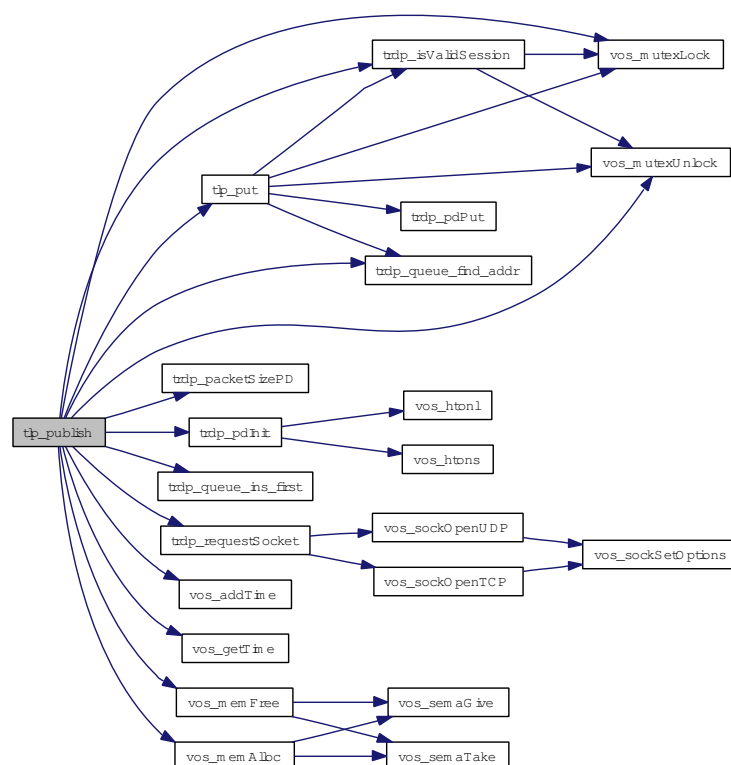 trdp_isValidSession
vos_mutexLock
vos_mutexUnlock
tlp_put
trdp_pdPut
trdp_queue_find_addr
trdp_packetSizePD
tlp_publish
trdp_pdInit
vos_htonl
vos_htons
trdp_queue_ins_first
trdp_requestSocket
vos_sockOpenUDP
vos_sockSetOptions
vos_sockOpenTCP
vos_addTime
vos_getTime
vos_memFree
vos_semaGive
vos_memAlloc
vos_semaTake